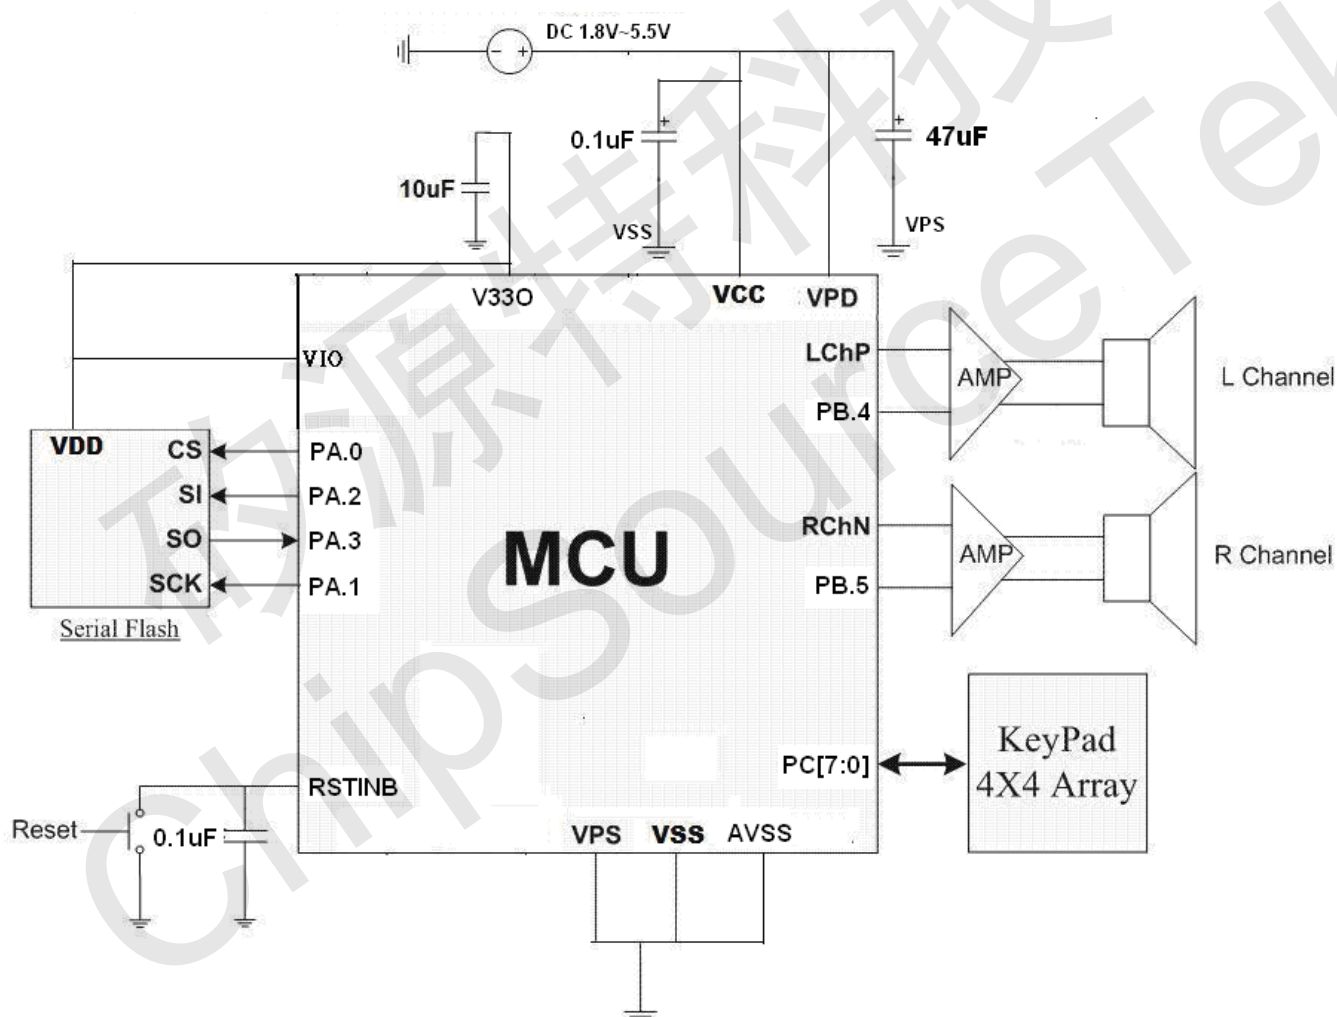 DC 1.8V~5.5V
-
+
+
+
0.1uF
47uF
10uF
VSS
VPS
V33O
VCC
VPD
VIO
LChP
AMP
L Channel
PB.4
VDD
CS
PA.0
SI
PA.2
SO
PA.3
SCK
PA.1
Serial Flash
MCU
RChN
AMP
R Channel
PB.5
KeyPad
4X4 Array
PC[7:0]
RSTINB
Reset
0.1uF
VPS
VSS
AVSS
矽源特科技
ChipSourceTek